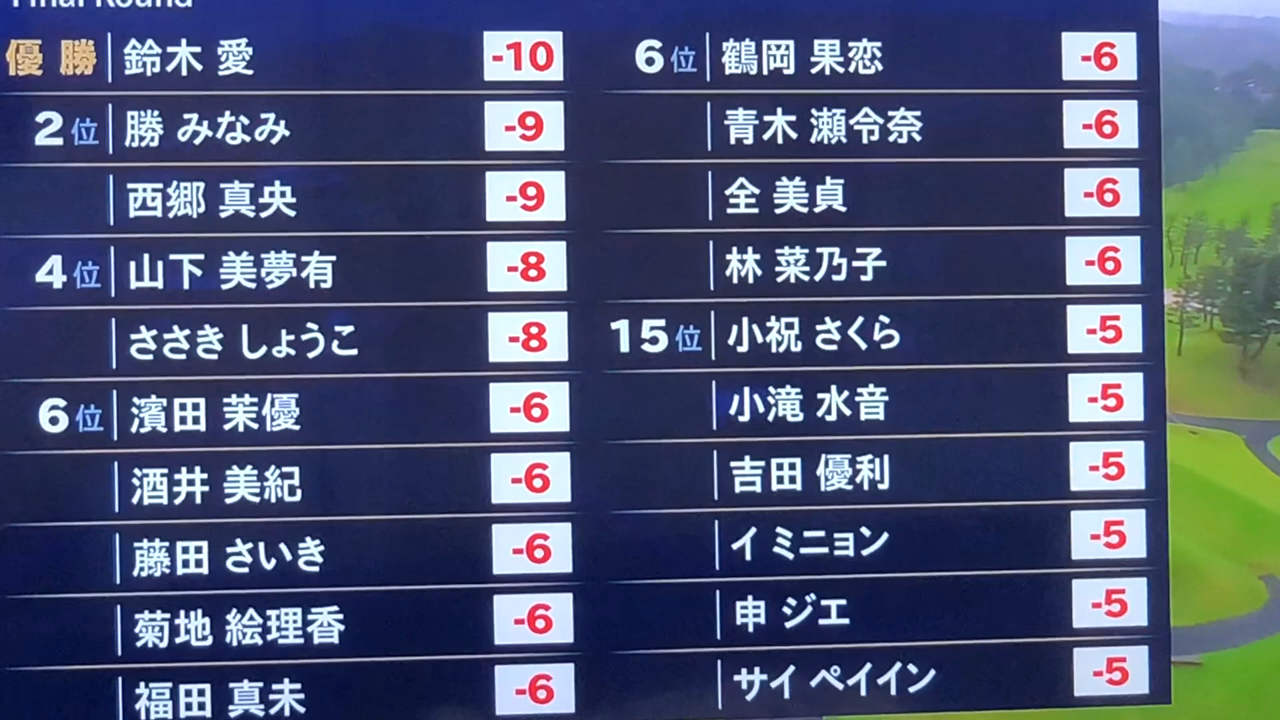 Final Round
優勝 鈴木 愛 -10
2位 勝 みなみ -9
西郷 真央 -9
4位 山下 美夢有 -8
ささき しょうこ -8
6位 濱田 茉優 -6
酒井 美紀 -6
藤田 さいき -6
菊地 絵理香 -6
福田 真未 -6
6位 鶴岡 果恋 -6
青木 瀬令奈 -6
全 美貞 -6
林 菜乃子 -6
15位 小祝 さくら -5
小滝 水音 -5
吉田 優利 -5
イ ミニョン -5
申 ジエ -5
サイ ペイイン -5